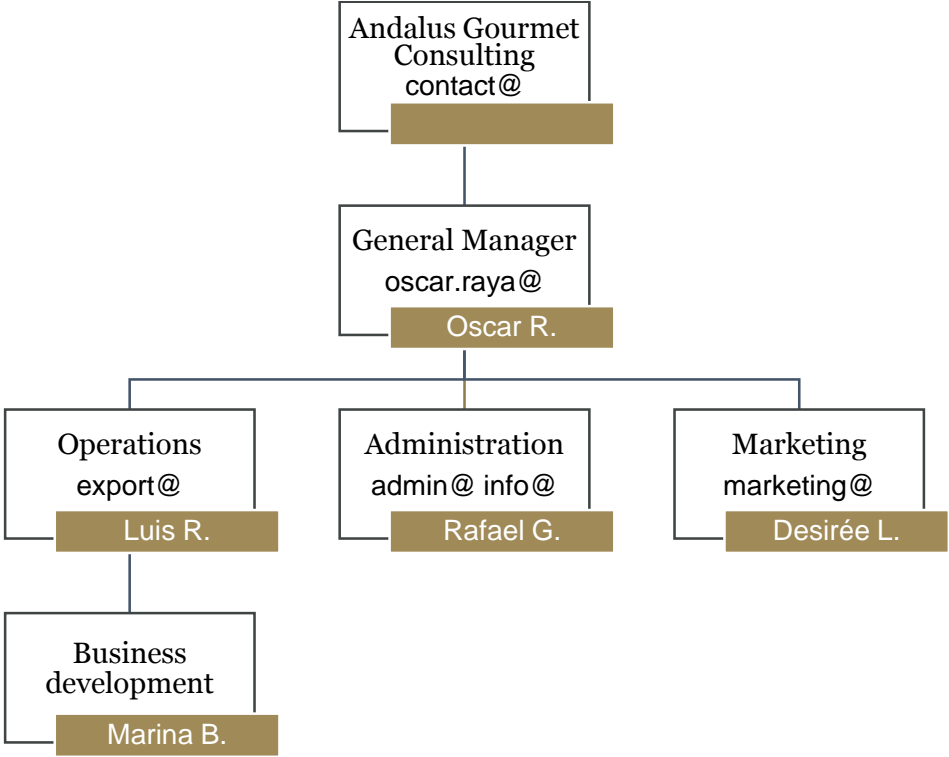 Andalus Gourmet
Consulting
contact@
General Manager
oscar.raya@
Oscar R.
Operations
export@
Luis R.
Administration
admin@ info@
Rafael G.
Marketing
marketing@
Desirée L.
Business
development
Marina B.